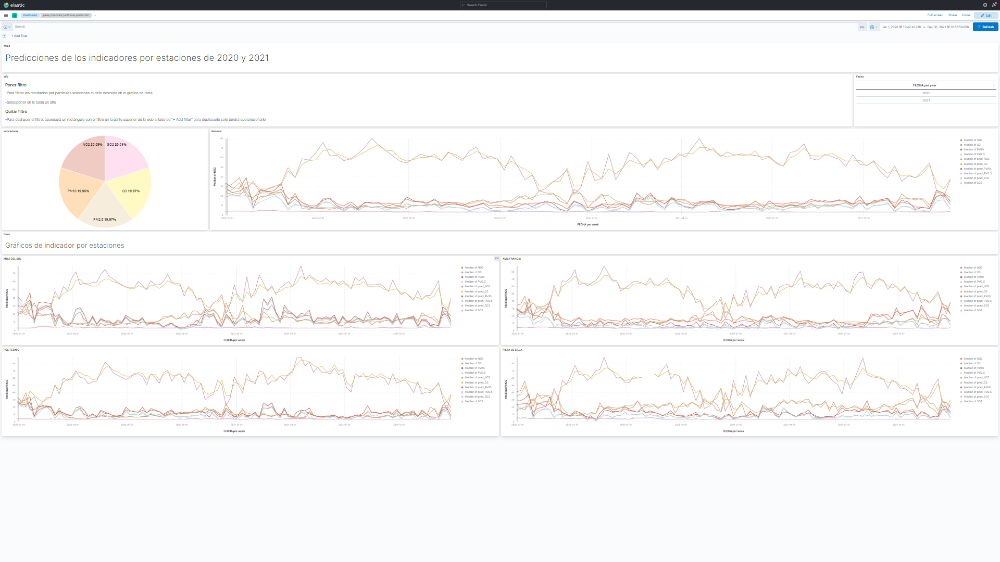 elastic
Search Elastic
Dashboard
peaky brandais particulas predicción
Full screen
Share
Clone
Edit
Search
KQL
Jan 1, 2020 @ 12:42:47.218 → Dec 31, 2021 @ 12:57:58.856
Refresh
+ Add filter
titulo
Predicciones de los indicadores por estaciones de 2020 y 2021
Info
Poner filtro
-Para filtrar los resultados por partículas seleccione el dato deseado en el grafico de tarta.
-Seleccionar en la tabla un año
Quitar filtro
-Para deshacer el filtro: aparecerá un rectángulo con el filtro en la parte superior de la web al lado de "+ Add filter" para deshacerlo solo tendrá que presionarlo
Fecha
FECHA per year
2020
2021
Indicadores
NO2 20.09%
SO2 20.01%
PM10 19.96%
O3 19.97%
PM2.5 19.97%
General
Median of NO2
2020-01-01
2020-04-01
2020-07-01
2020-10-01
2021-01-01
2021-04-01
2021-07-01
2021-10-01
FECHA per week
Median of NO2
Median of O3
Median of PM10
Median of PM2.5
Median of pred_NO2
Median of pred_O3
Median of pred_PM10
Median of pred_PM2.5
Median of pred_SO2
Median of SO2
titulo
Gráficos de indicador por estaciones
MOLÍ DEL SOL
Median of NO2
2020-01-01
2020-04-01
2020-07-01
2020-10-01
2021-01-01
2021-04-01
2021-07-01
2021-10-01
FECHA per week
Median of NO2
Median of O3
Median of PM10
Median of PM2.5
Median of pred_NO2
Median of pred_O3
Median of pred_PM10
Median of pred_PM2.5
Median of pred_SO2
Median of SO2
AVD. FRANCIA
Median of NO2
2020-01-01
2020-04-01
2020-07-01
2020-10-01
2021-01-01
2021-04-01
2021-07-01
2021-10-01
FECHA per week
Median of NO2
Median of O3
Median of PM10
Median of PM2.5
Median of pred_NO2
Median of pred_O3
Median of pred_PM10
Median of pred_PM2.5
Median of pred_SO2
Median of SO2
POLITECNIC
Median of NO2
2020-01-01
2020-04-01
2020-07-01
2020-10-01
2021-01-01
2021-04-01
2021-07-01
2021-10-01
FECHA per week
Median of NO2
Median of O3
Median of PM10
Median of PM2.5
Median of pred_NO2
Median of pred_O3
Median of pred_PM10
Median of pred_PM2.5
Median of pred_SO2
Median of SO2
PISTA DE SILLA
Median of NO2
2020-01-01
2020-04-01
2020-07-01
2020-10-01
2021-01-01
2021-04-01
2021-07-01
2021-10-01
FECHA per week
Median of NO2
Median of O3
Median of PM10
Median of PM2.5
Median of pred_NO2
Median of pred_O3
Median of pred_PM10
Median of pred_PM2.5
Median of pred_SO2
Median of SO2